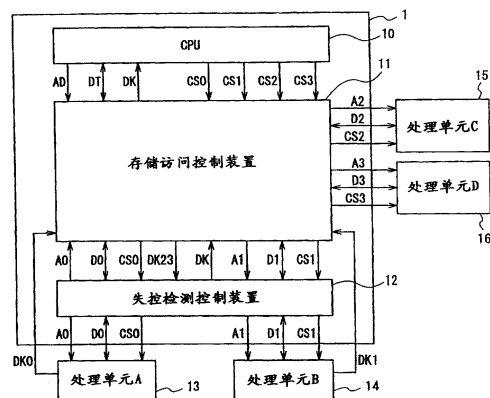 1
CPU
10
AD
DT
DK
CS0
CS1
CS2
CS3
11
15
存储访问控制装置
A2
D2
CS2
处理单元C
A3
D3
CS3
处理单元D
16
A0
D0
CS0
DK23
DK
A1
D1
CS1
失控检测控制装置
12
A0
D0
CS0
A1
D1
CS1
DK0
处理单元A
13
处理单元B
14
DK1